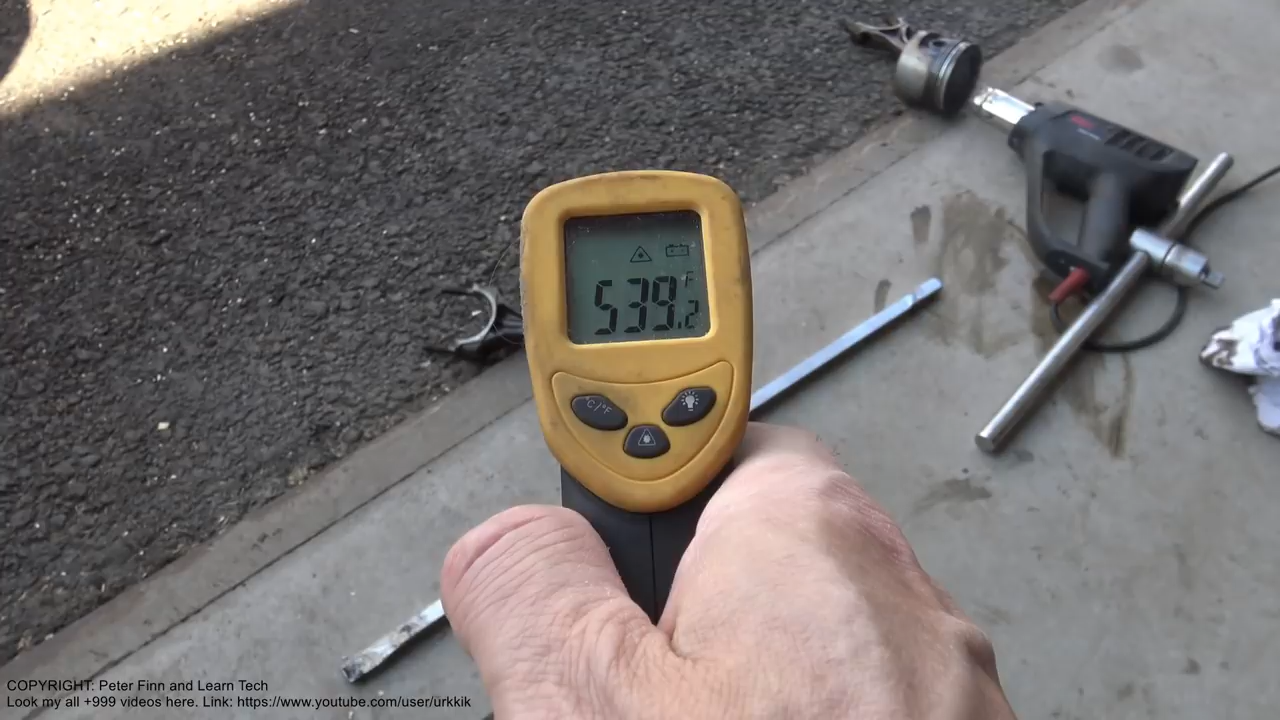 F
539.2
°C/°F
COPYRIGHT: Peter Finn and Learn Tech
Look my all +999 videos here. Link: https://www.youtube.com/user/urkkik